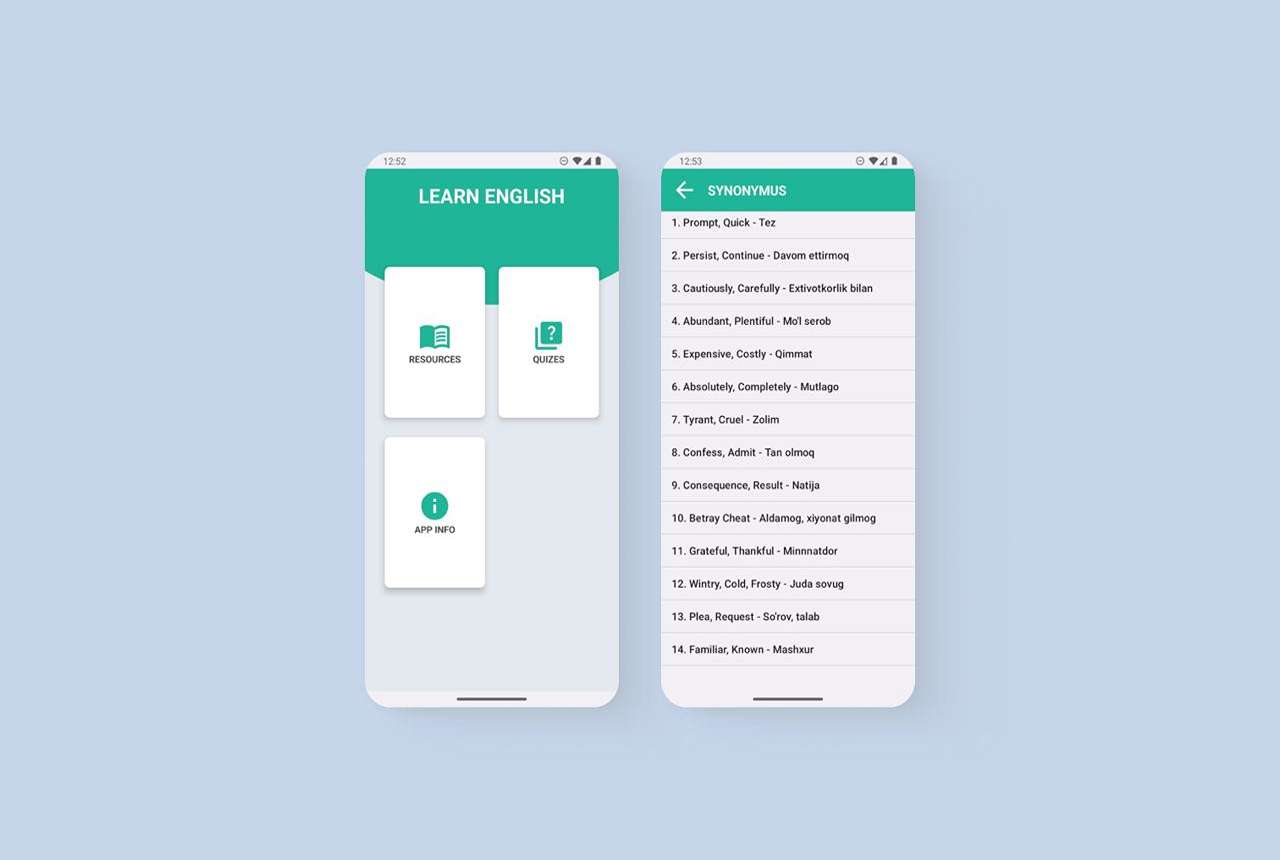 12:52
LEARN ENGLISH
RESOURCES
QUIZES
APP INFO
12:53
SYNONYMUS
1. Prompt, Quick - Tez
2. Persist, Continue - Davom ettirmoq
3. Cautiously, Carefully - Extivotkorlik bilan
4. Abundant, Plentiful - Mo'l serob
5. Expensive, Costly - Qimmat
6. Absolutely, Completely - Mutlago
7. Tyrant, Cruel - Zolim
8. Confess, Admit - Tan olmoq
9. Consequence, Result - Natija
10. Betray Cheat - Aldamog, xiyonat gilmog
11. Grateful, Thankful - Minnnatdor
12. Wintry, Cold, Frosty - Juda sovug
13. Plea, Request - So'rov, talab
14. Familiar, Known - Mashxur